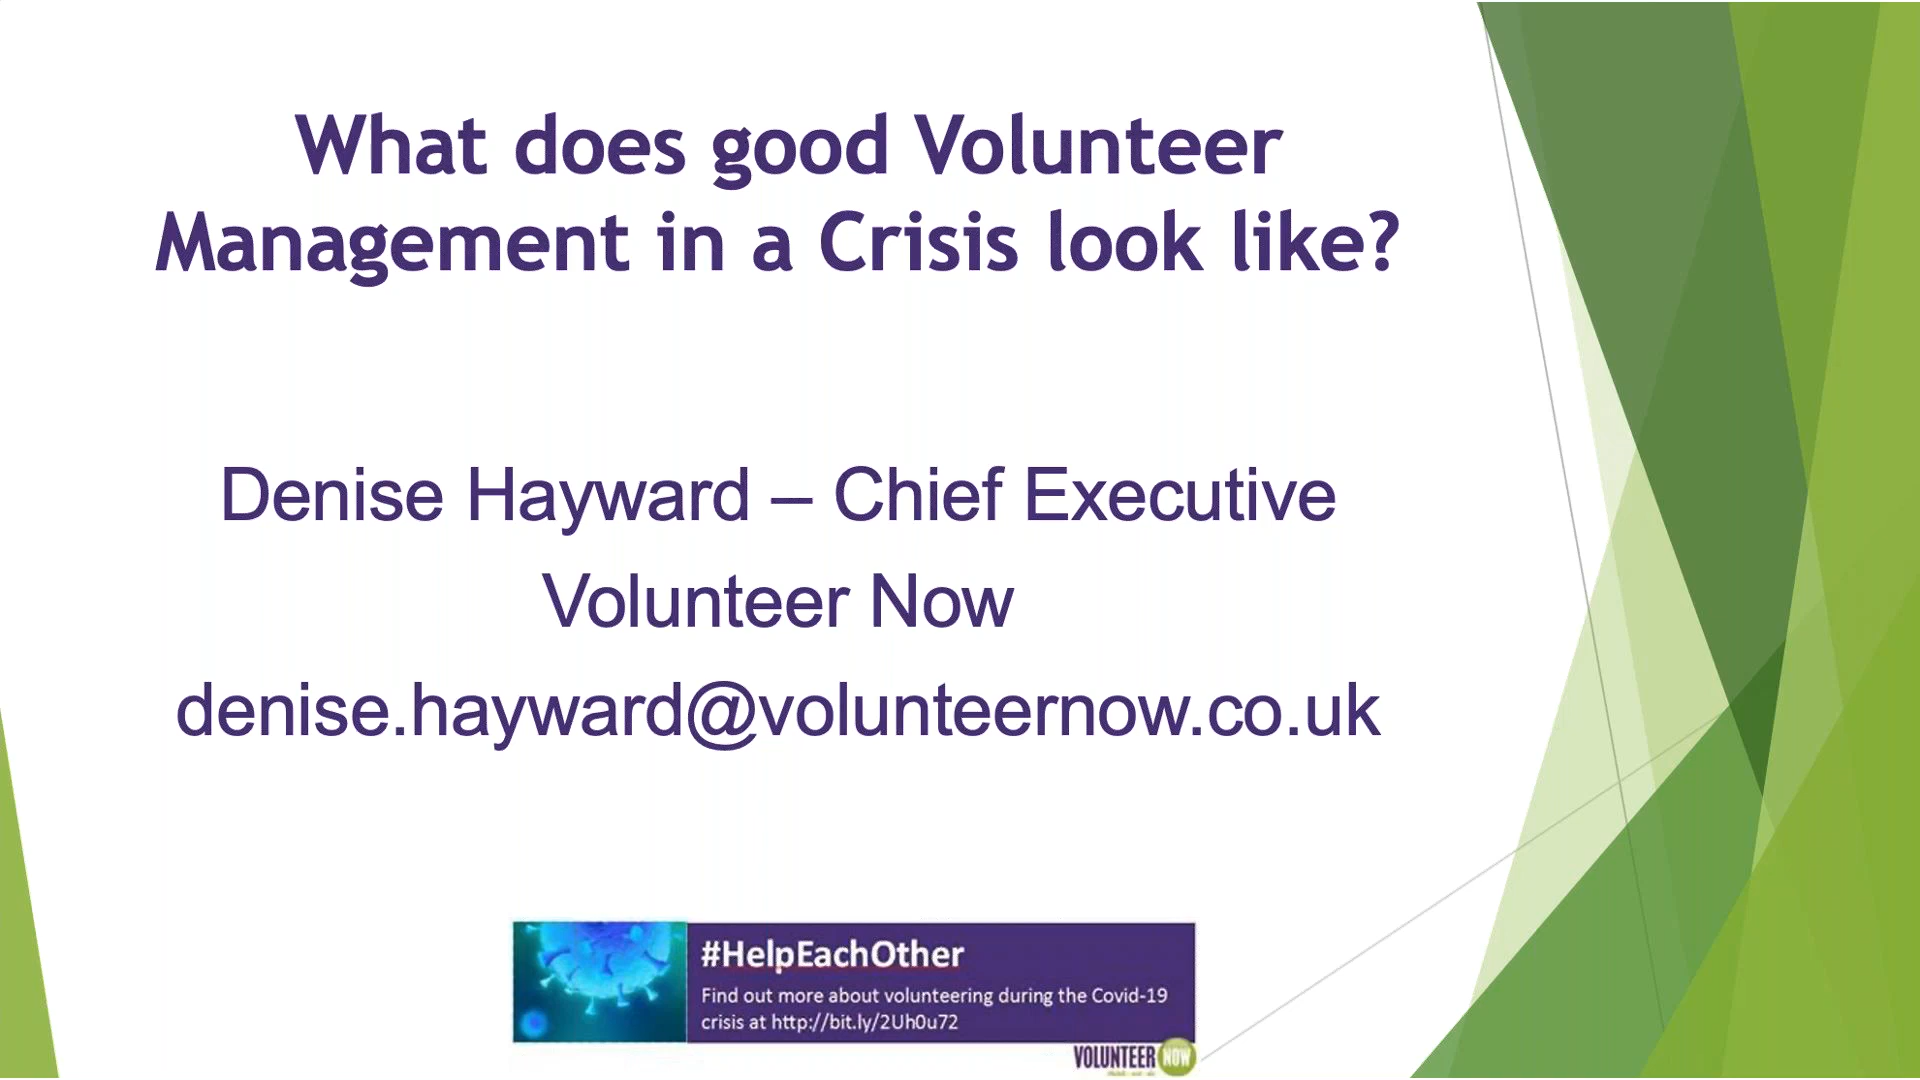 What does good Volunteer
Management in a Crisis look like?
Denise Hayward – Chief Executive
Volunteer Now
denise.hayward@volunteernow.co.uk
#HelpEachOther
Find out more about volunteering during the Covid-19
crisis at http://bit.ly/2Uh0u72
VOLUNTEER NOW